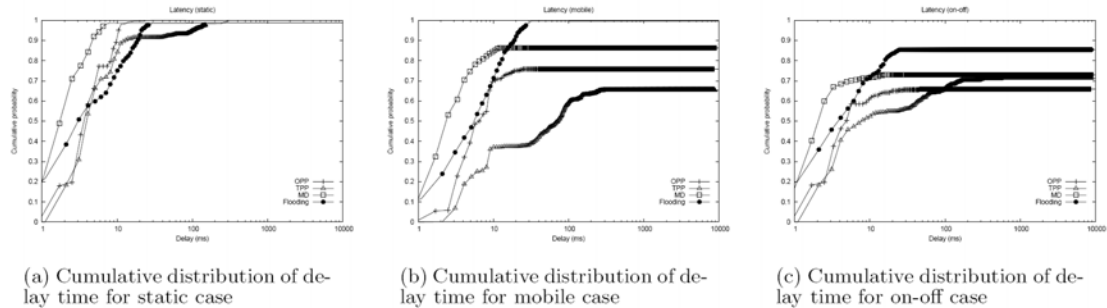 Latency (static)
Cumulative probability
1
0.9
0.8
0.7
0.6
0.5
0.4
0.3
0.2
0.1
0
OPP
TPP
MD
Flooding
1 10 100 1000 10000
Delay (ms)
(a) Cumulative distribution of de-
lay time for static case
Latency (mobile)
Cumulative probability
1
0.9
0.8
0.7
0.6
0.5
0.4
0.3
0.2
0.1
0
OPP
TPP
MD
Flooding
1 10 100 1000 10000
Delay (ms)
(b) Cumulative distribution of de-
lay time for mobile case
Latency (on-off)
Cumulative probability
1
0.9
0.8
0.7
0.6
0.5
0.4
0.3
0.2
0.1
0
OPP
TPP
MD
Flooding
1 10 100 1000 10000
Delay (ms)
(c) Cumulative distribution of de-
lay time for on-off case